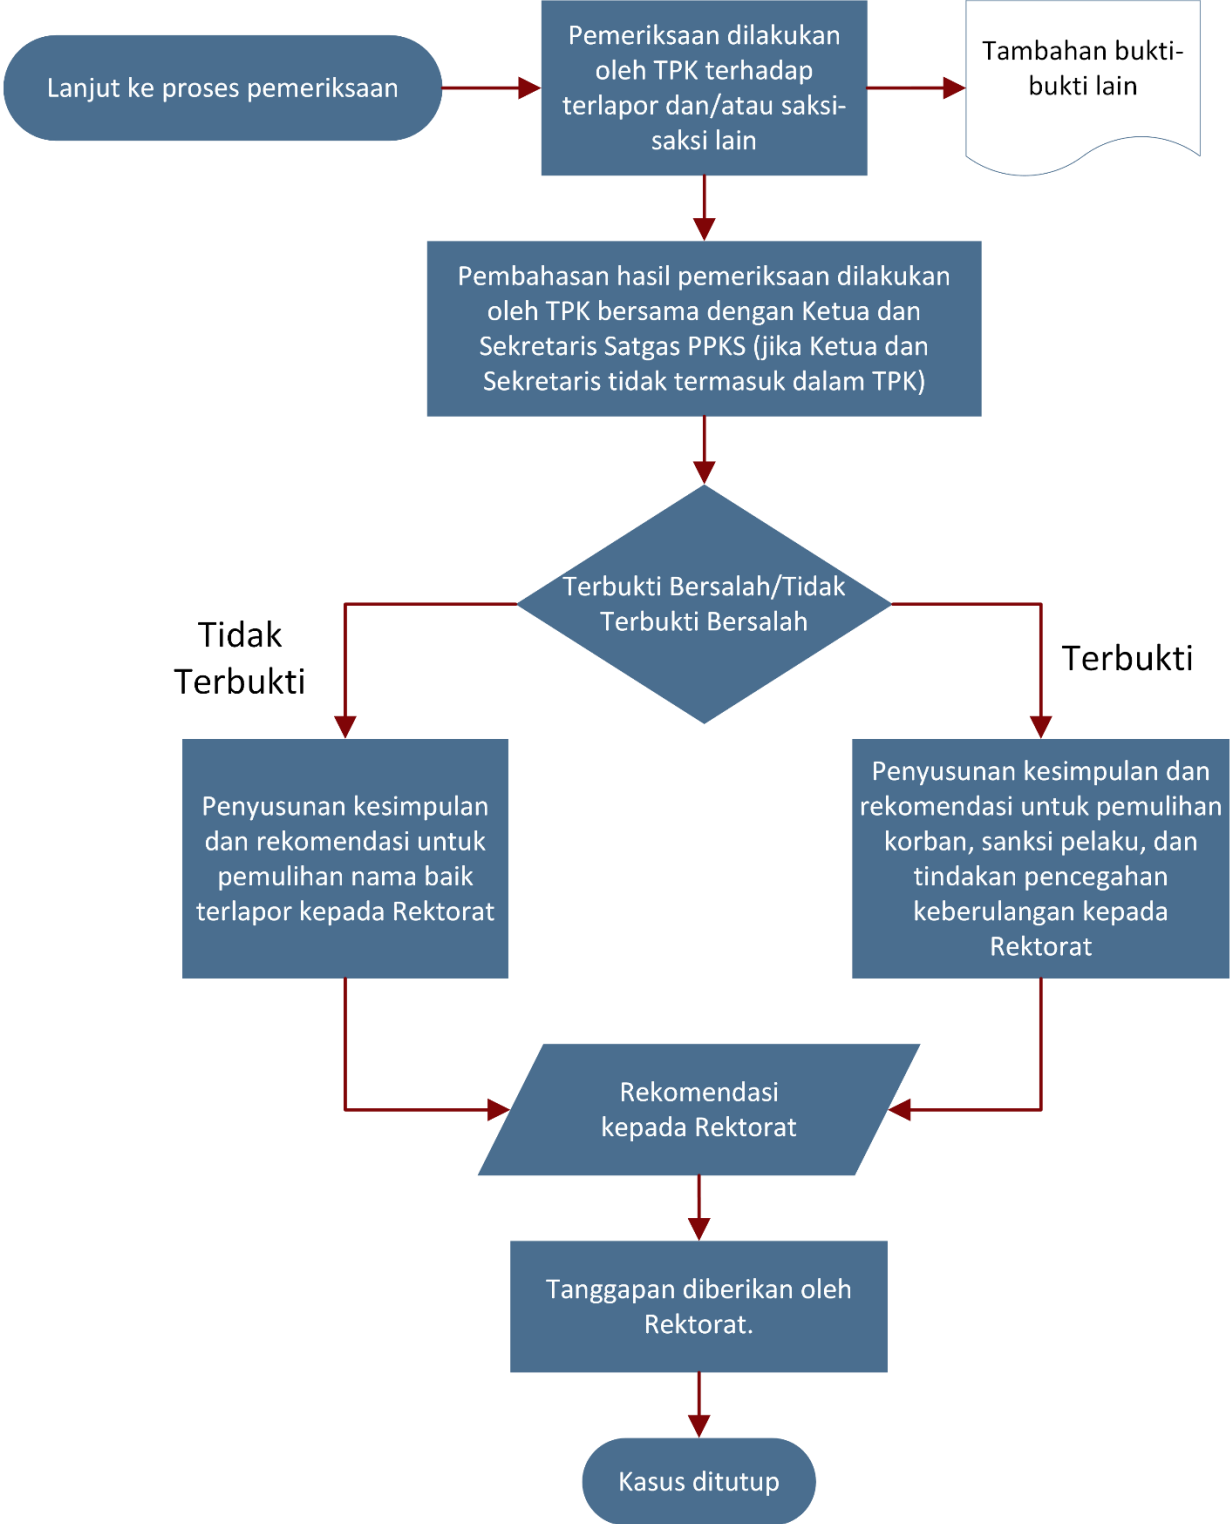 Lanjut ke proses pemeriksaan
Pemeriksaan dilakukan
oleh TPK terhadap
terlapor dan/atau saksi-
saksi lain
Tambahan bukti-
bukti lain
Pembahasan hasil pemeriksaan dilakukan
oleh TPK bersama dengan Ketua dan
Sekretaris Satgas PPKS (jika Ketua dan
Sekretaris tidak termasuk dalam TPK)
Terbukti Bersalah/Tidak
Terbukti Bersalah
Tidak
Terbukti
Terbukti
Penyusunan kesimpulan
dan rekomendasi untuk
pemulihan nama baik
terlapor kepada Rektorat
Penyusunan kesimpulan dan
rekomendasi untuk pemulihan
korban, sanksi pelaku, dan
tindakan pencegahan
keberulangan kepada
Rektorat
Rekomendasi
kepada Rektorat
Tanggapan diberikan oleh
Rektorat.
Kasus ditutup